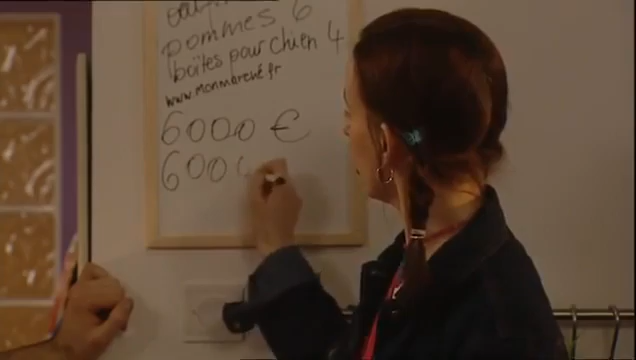 pommes 6
boîtes pour chien 4
www.monmarché.fr
6000 €
600